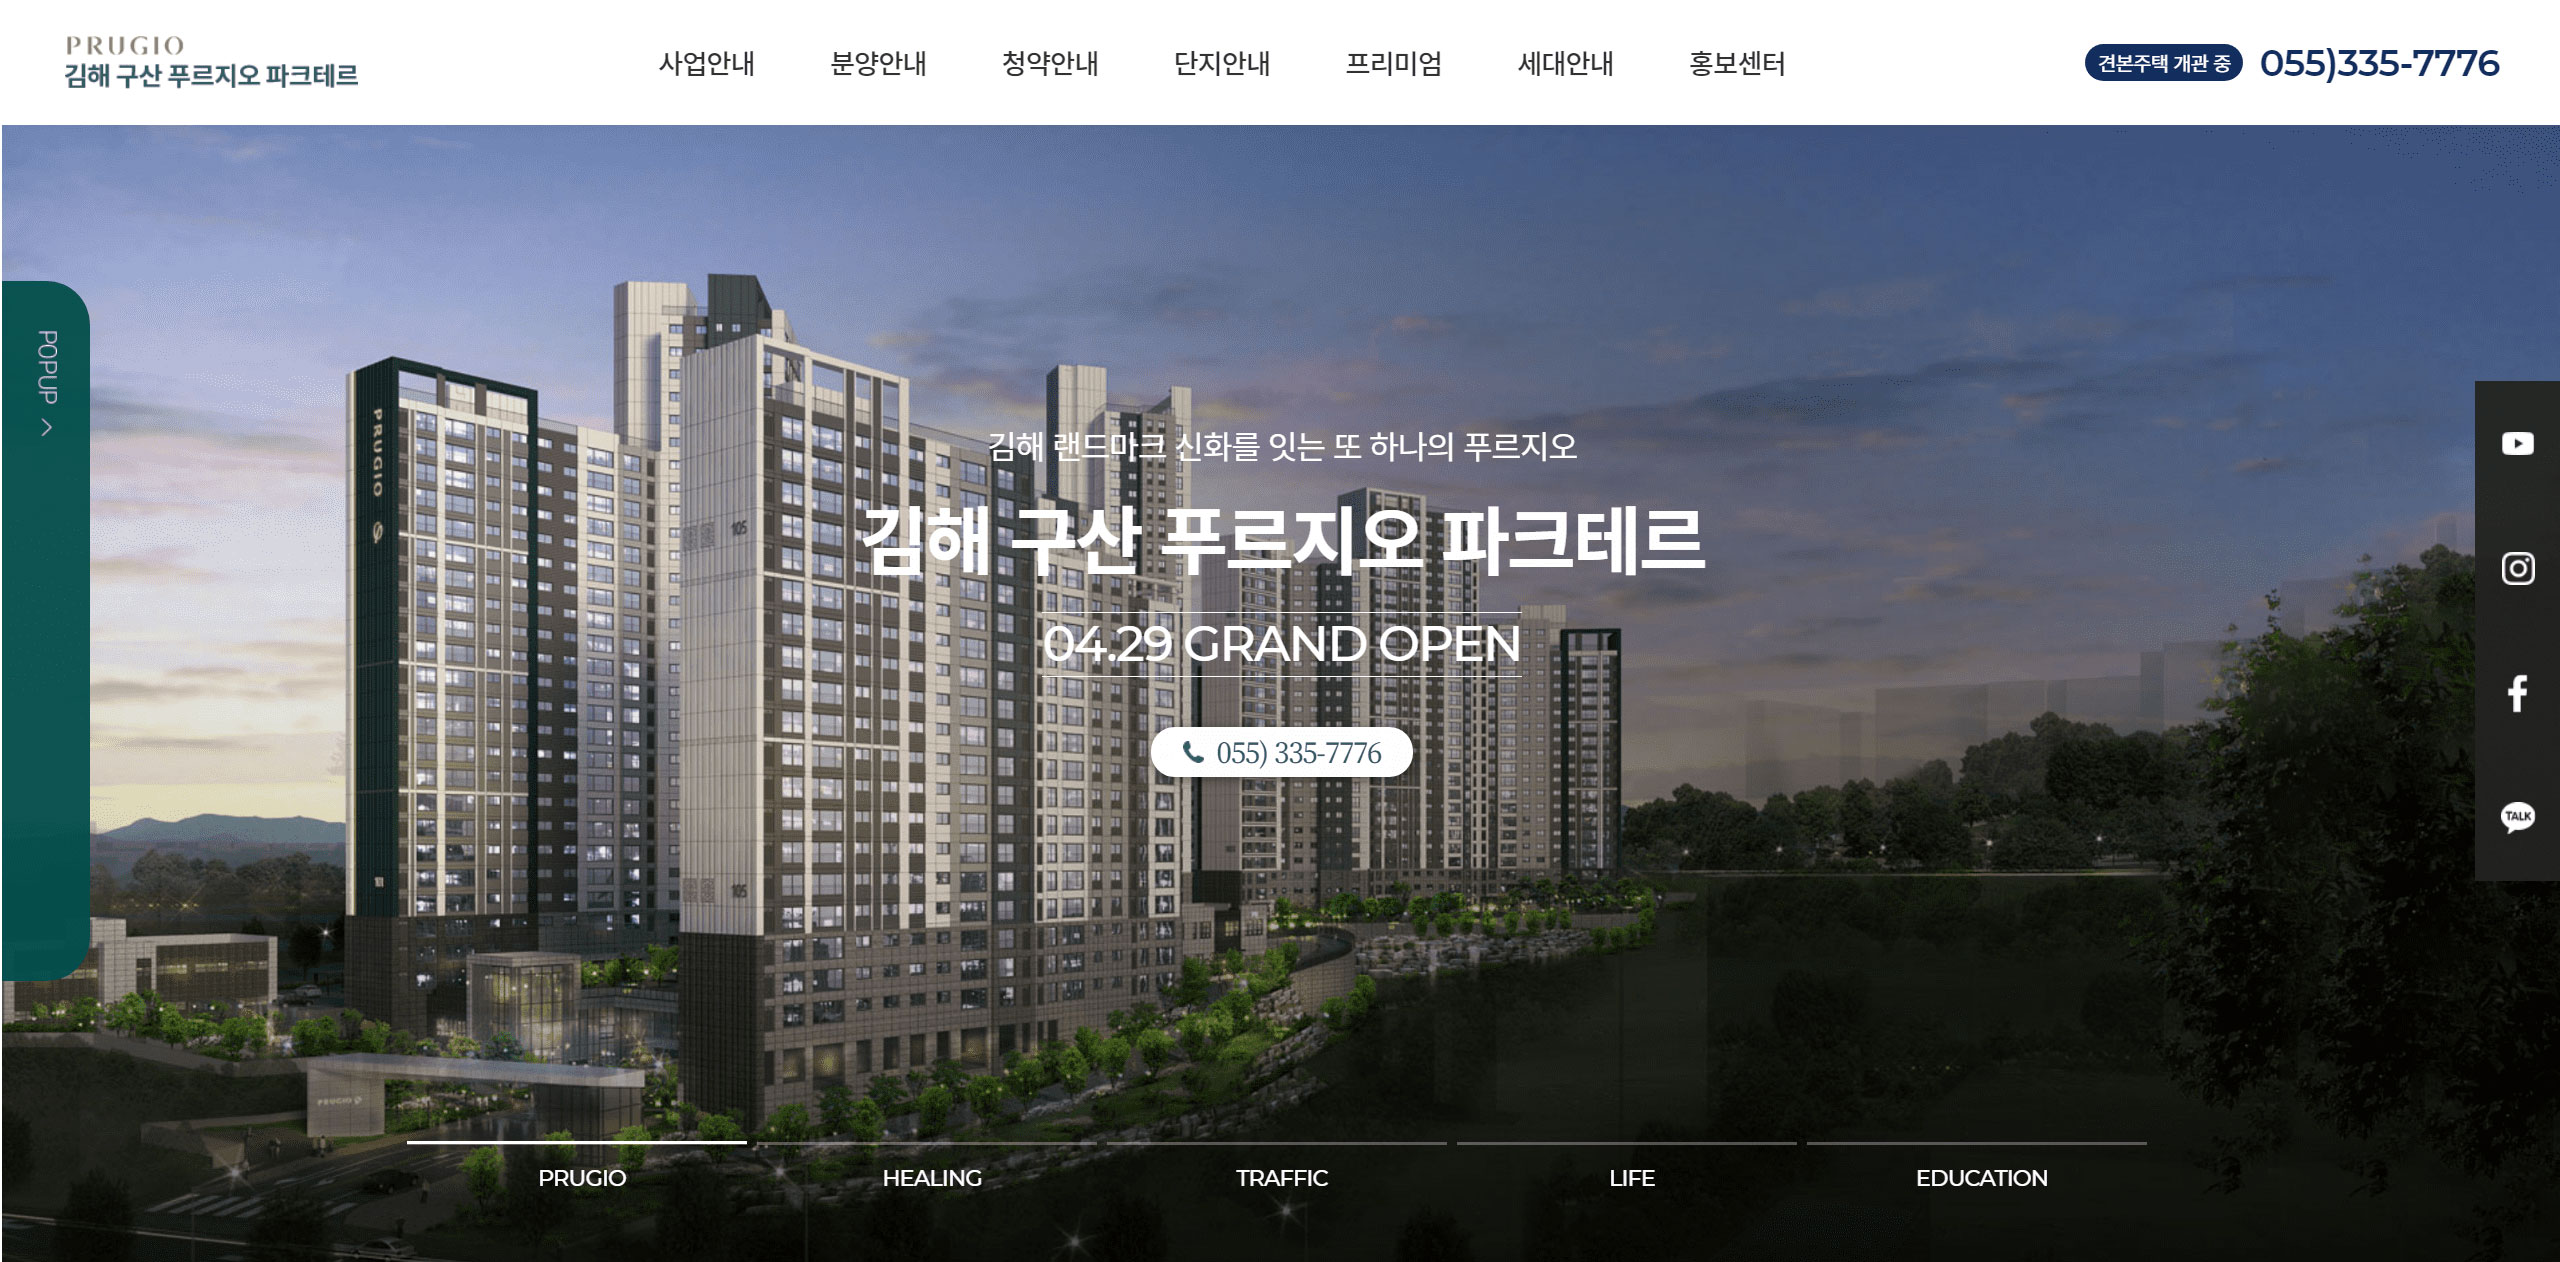 PRUGIO
김해 구산 푸르지오 파크테르
사업안내 분양안내 청약안내 단지안내 프리미엄 세대안내 홍보센터
견본주택 개관 중 055)335-7776
POPUP
PRUGIO
105
105
101
김해 랜드마크 신화를 잇는 또 하나의 푸르지오
김해 구산 푸르지오 파크테르
04.29 GRAND OPEN
055) 335-7776
TALK
PRUGIO
PRUGIO HEALING TRAFFIC LIFE EDUCATION